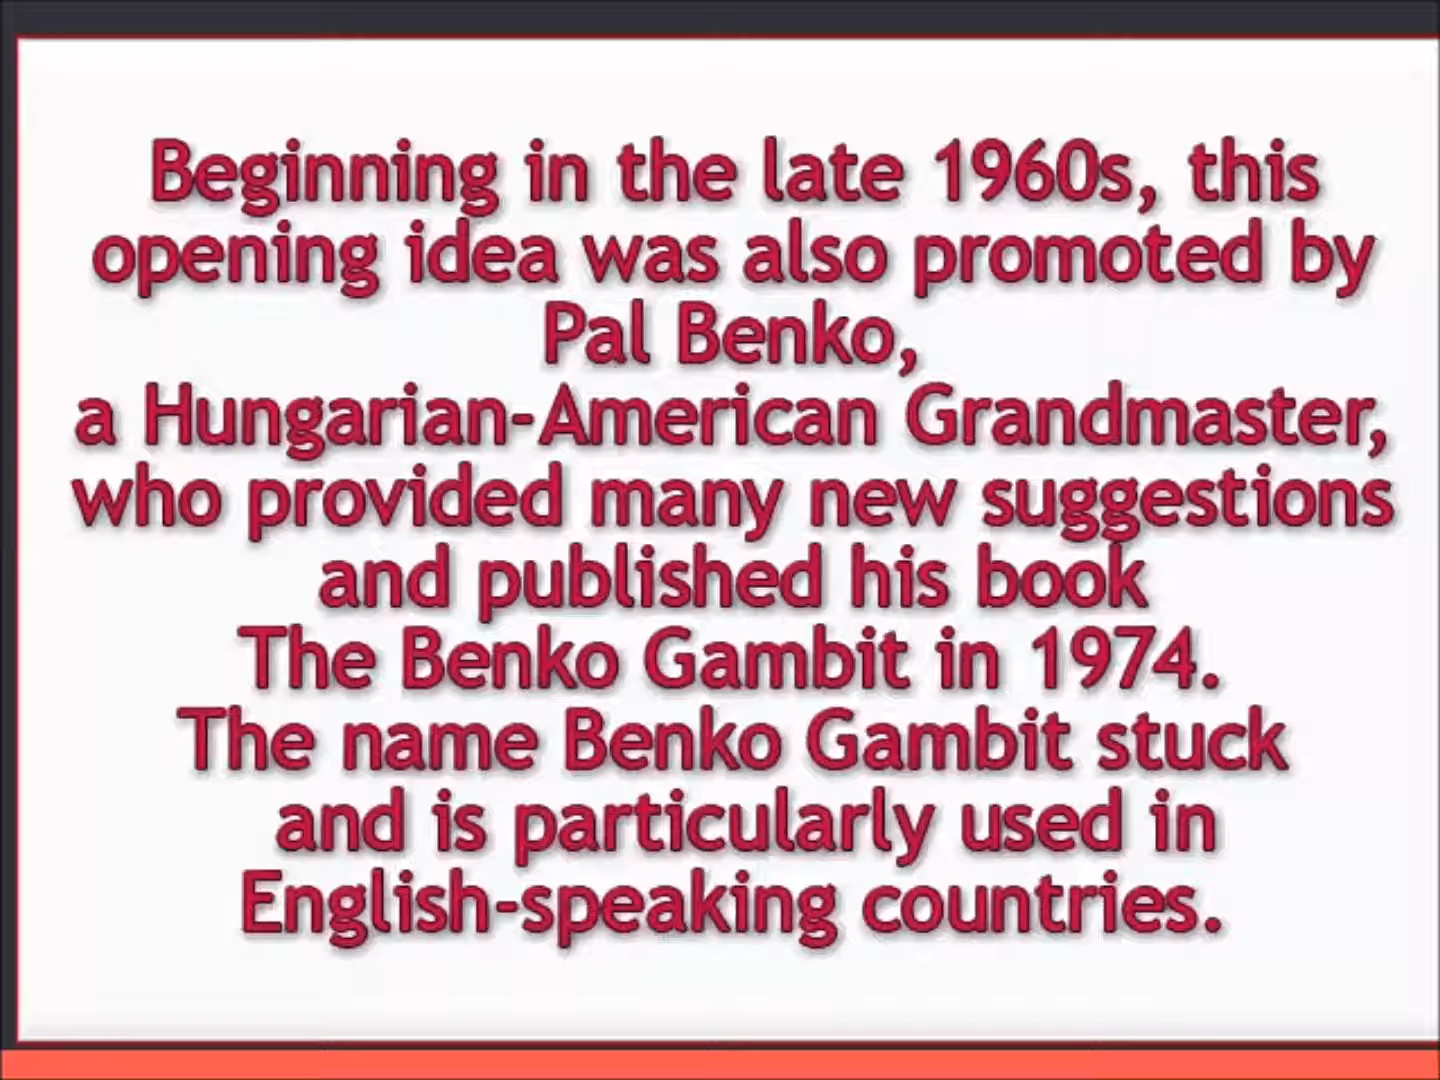 Beginning in the late 1960s, this
opening idea was also promoted by
Pal Benko,
a Hungarian-American Grandmaster,
who provided many new suggestions
and published his book
The Benko Gambit in 1974.
The name Benko Gambit stuck
and is particularly used in
English-speaking countries.